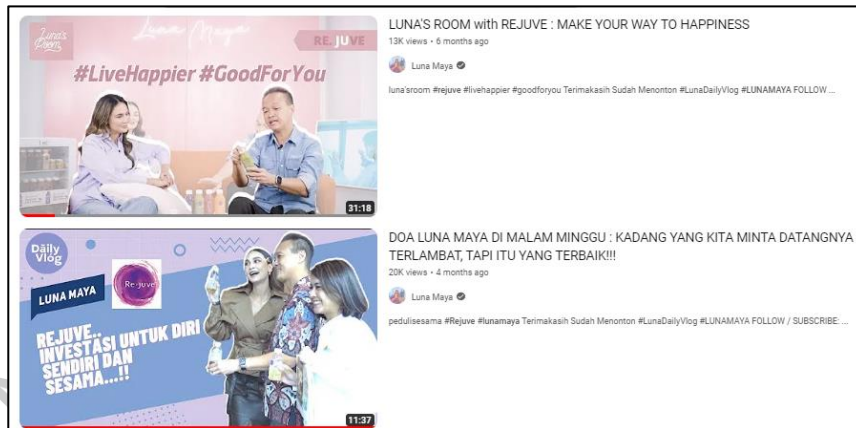 Luna's Room
Luna Maya
RE.JUVE
#LiveHappier #GoodForYou
31:18
LUNA'S ROOM with REJUVE : MAKE YOUR WAY TO HAPPINESS
13K views • 6 months ago
Luna Maya
luna'sroom #rejuve #livehappier #goodforyou Terimakasih Sudah Menonton #LunaDailyVlog #LUNAMAYA FOLLOW ...
Daily
Vlog
LUNA MAYA
Re.juve
REJUVE..
INVESTASI UNTUK DIRI
SENDIRI DAN
SESAMA...!!
11:37
DOA LUNA MAYA DI MALAM MINGGU : KADANG YANG KITA MINTA DATANGNYA
TERLAMBAT, TAPI ITU YANG TERBAIK!!!
20K views • 4 months ago
Luna Maya
pedulisesama #Rejuve #lunamaya Terimakasih Sudah Menonton #LunaDailyVlog #LUNAMAYA FOLLOW / SUBSCRIBE: ...